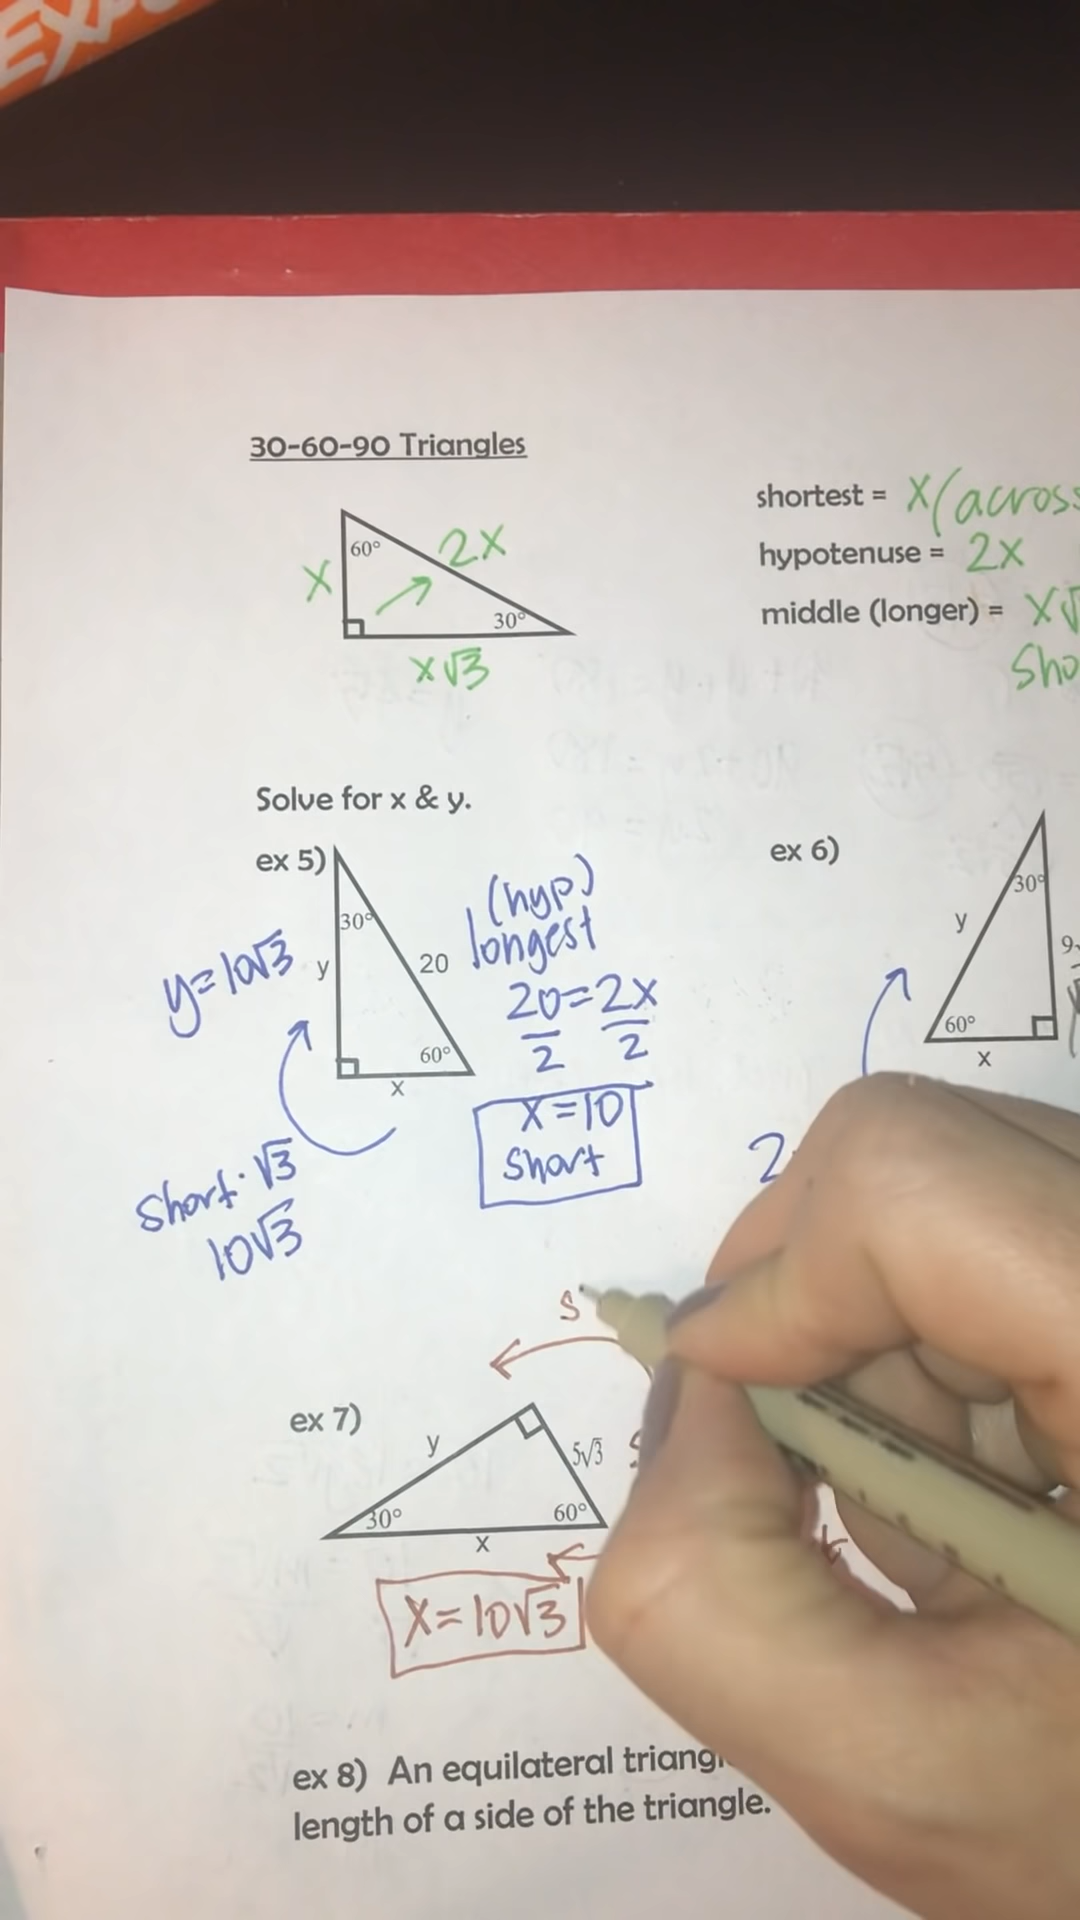 EXP
30-60-90 Triangles
60°
2x
x
30°
x√3
shortest = x (across
hypotenuse = 2x
middle (longer) = x√
Sho
Solve for x & y.
ex 5)
30°
y
20
60°
x
y=10√3
(hyp)
longest
20=2x
2 2
x=10
Short
Short·√3
10√3
ex 6)
30°
y
9
60°
x
2
S
ex 7)
y
5√3
30°
60°
x
x=10√3
ex 8) An equilateral
length of a side of the triangle.